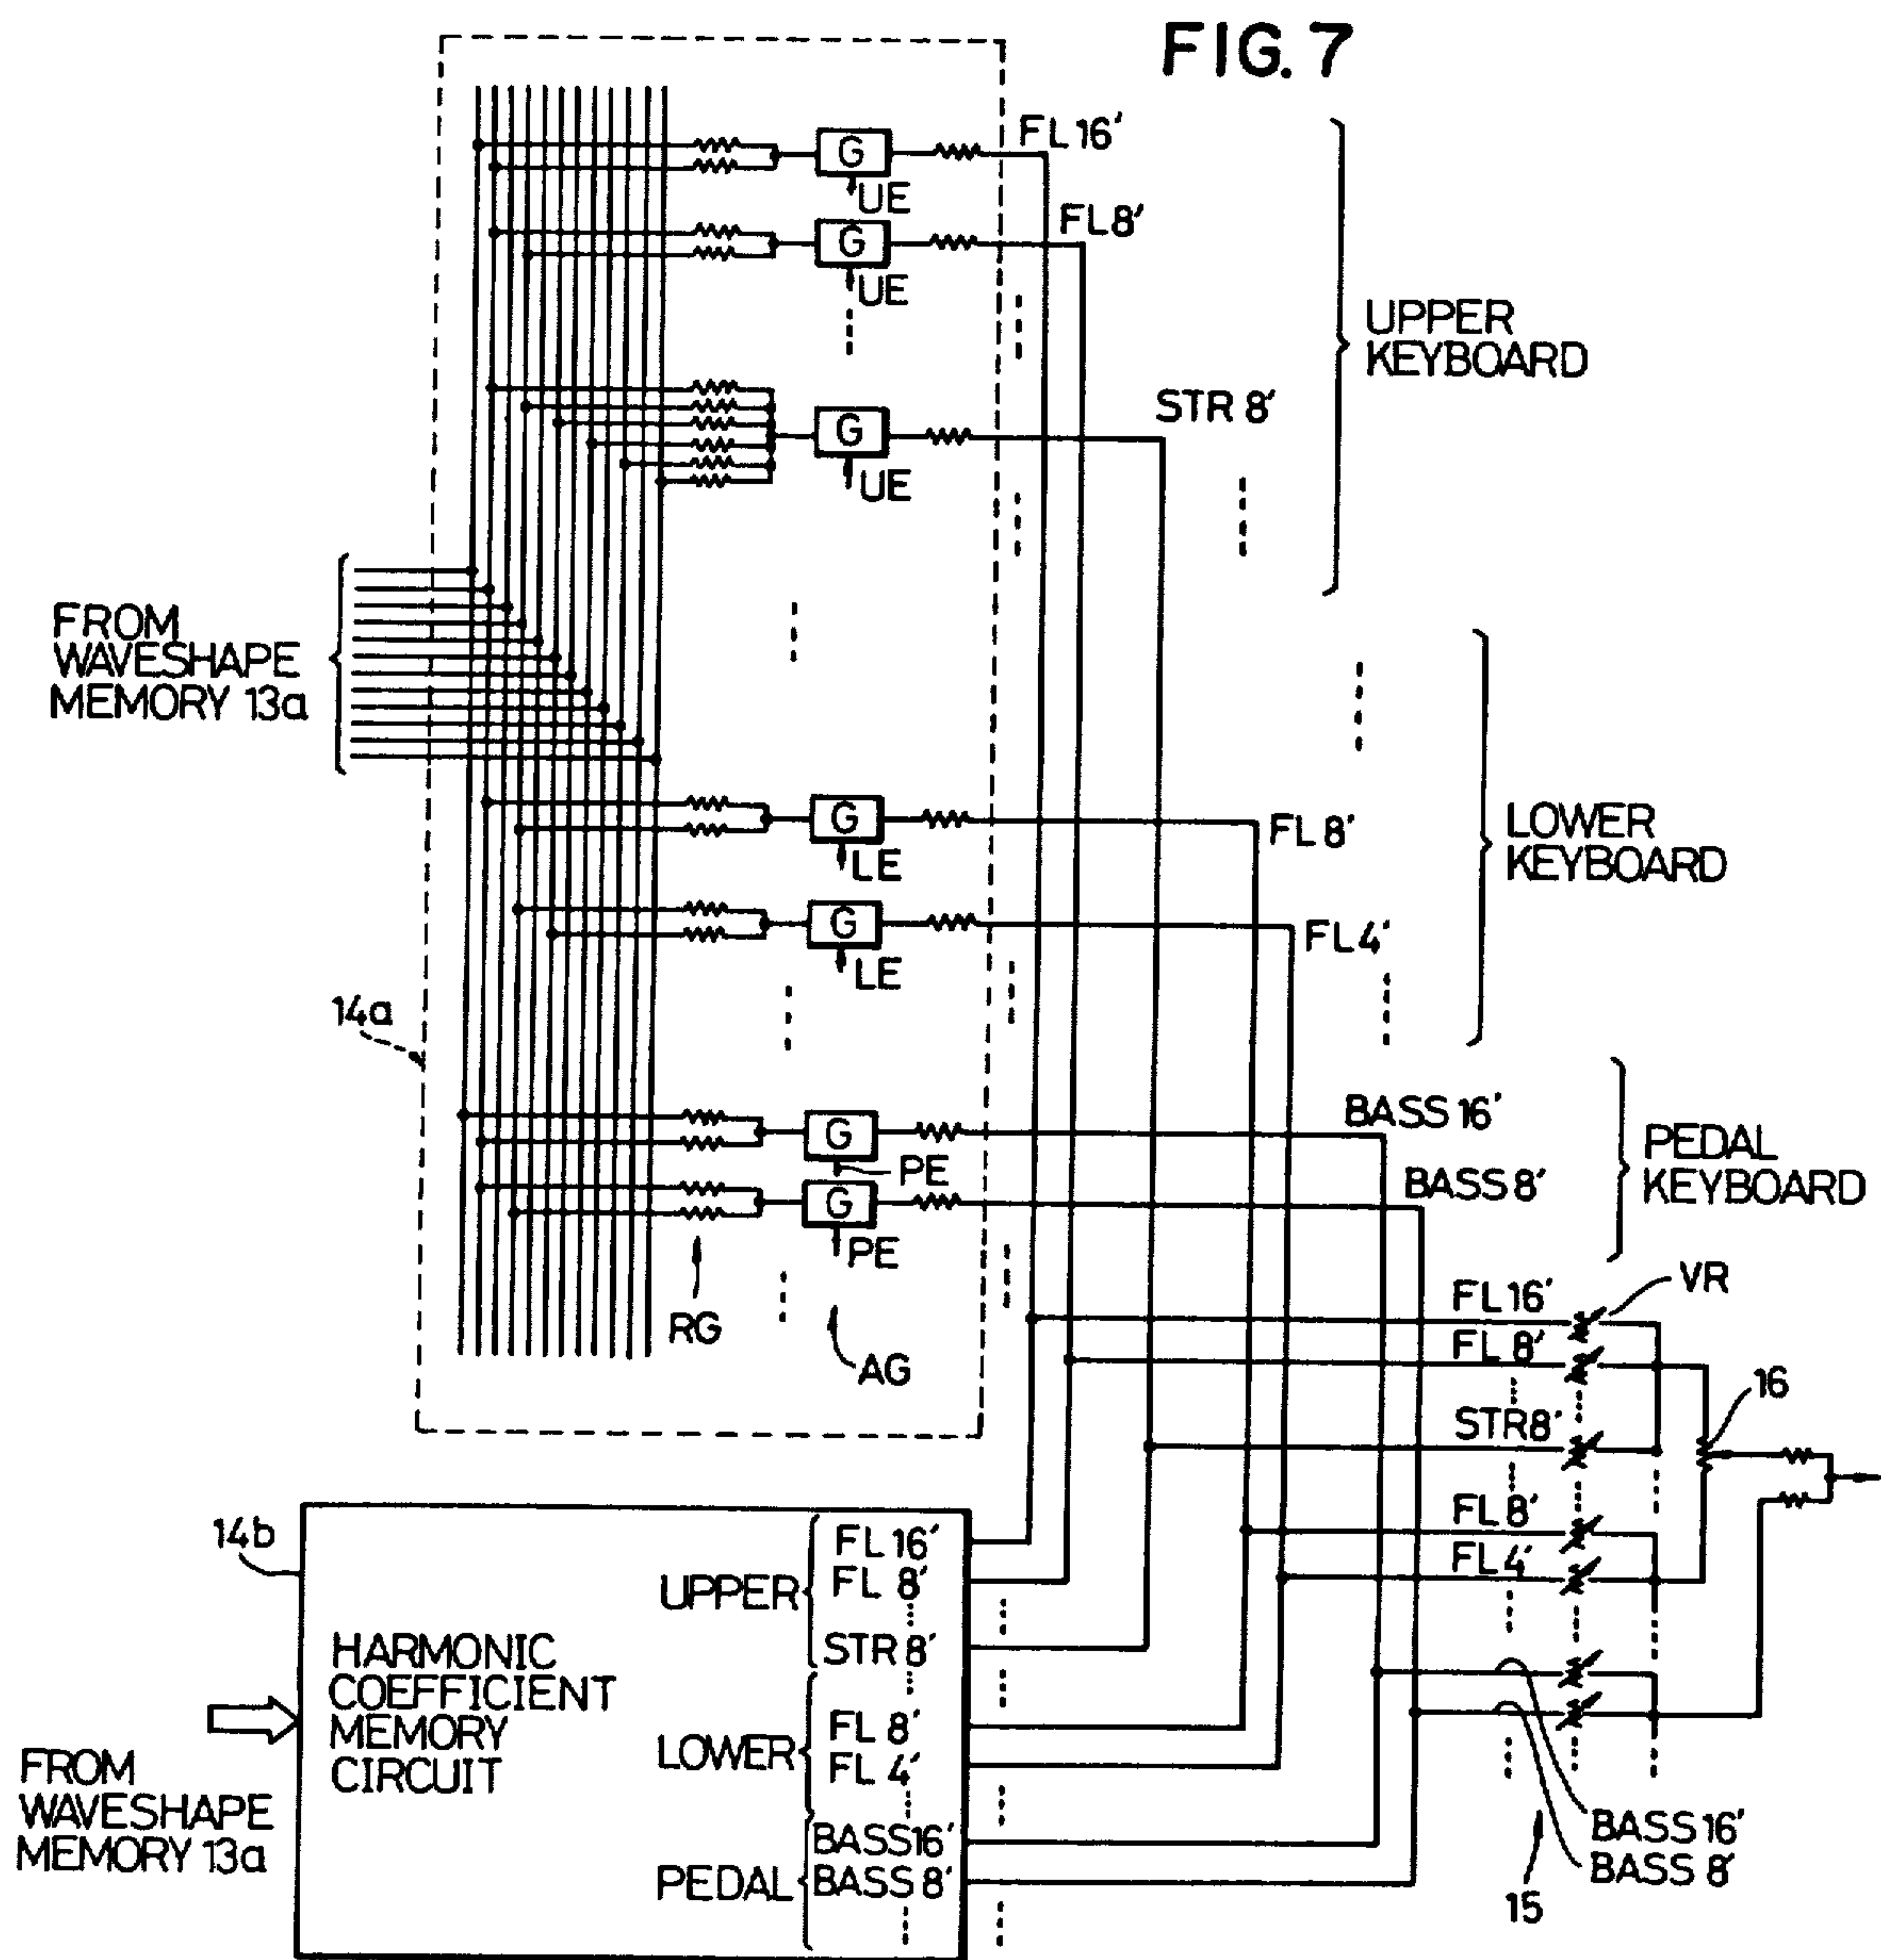 FIG. 7
FL 16'
G
UE
FL 8'
G
UE
UPPER
KEYBOARD
STR 8'
G
UE
FROM
WAVESHAPE
MEMORY 13a
G
LE
FL 8'
LOWER
KEYBOARD
G
LE
FL 4'
14a
BASS 16'
G
PE
BASS 8'
G
PE
PEDAL
KEYBOARD
RG
AG
FL 16'
VR
FL 8'
16
STR 8'
FL 8'
FL 4'
14b
HARMONIC
COEFFICIENT
MEMORY
CIRCUIT
UPPER
FL 16'
FL 8'
STR 8'
LOWER
FL 8'
FL 4'
PEDAL
BASS 16'
BASS 8'
FROM
WAVESHAPE
MEMORY 13a
BASS 16'
BASS 8'
15